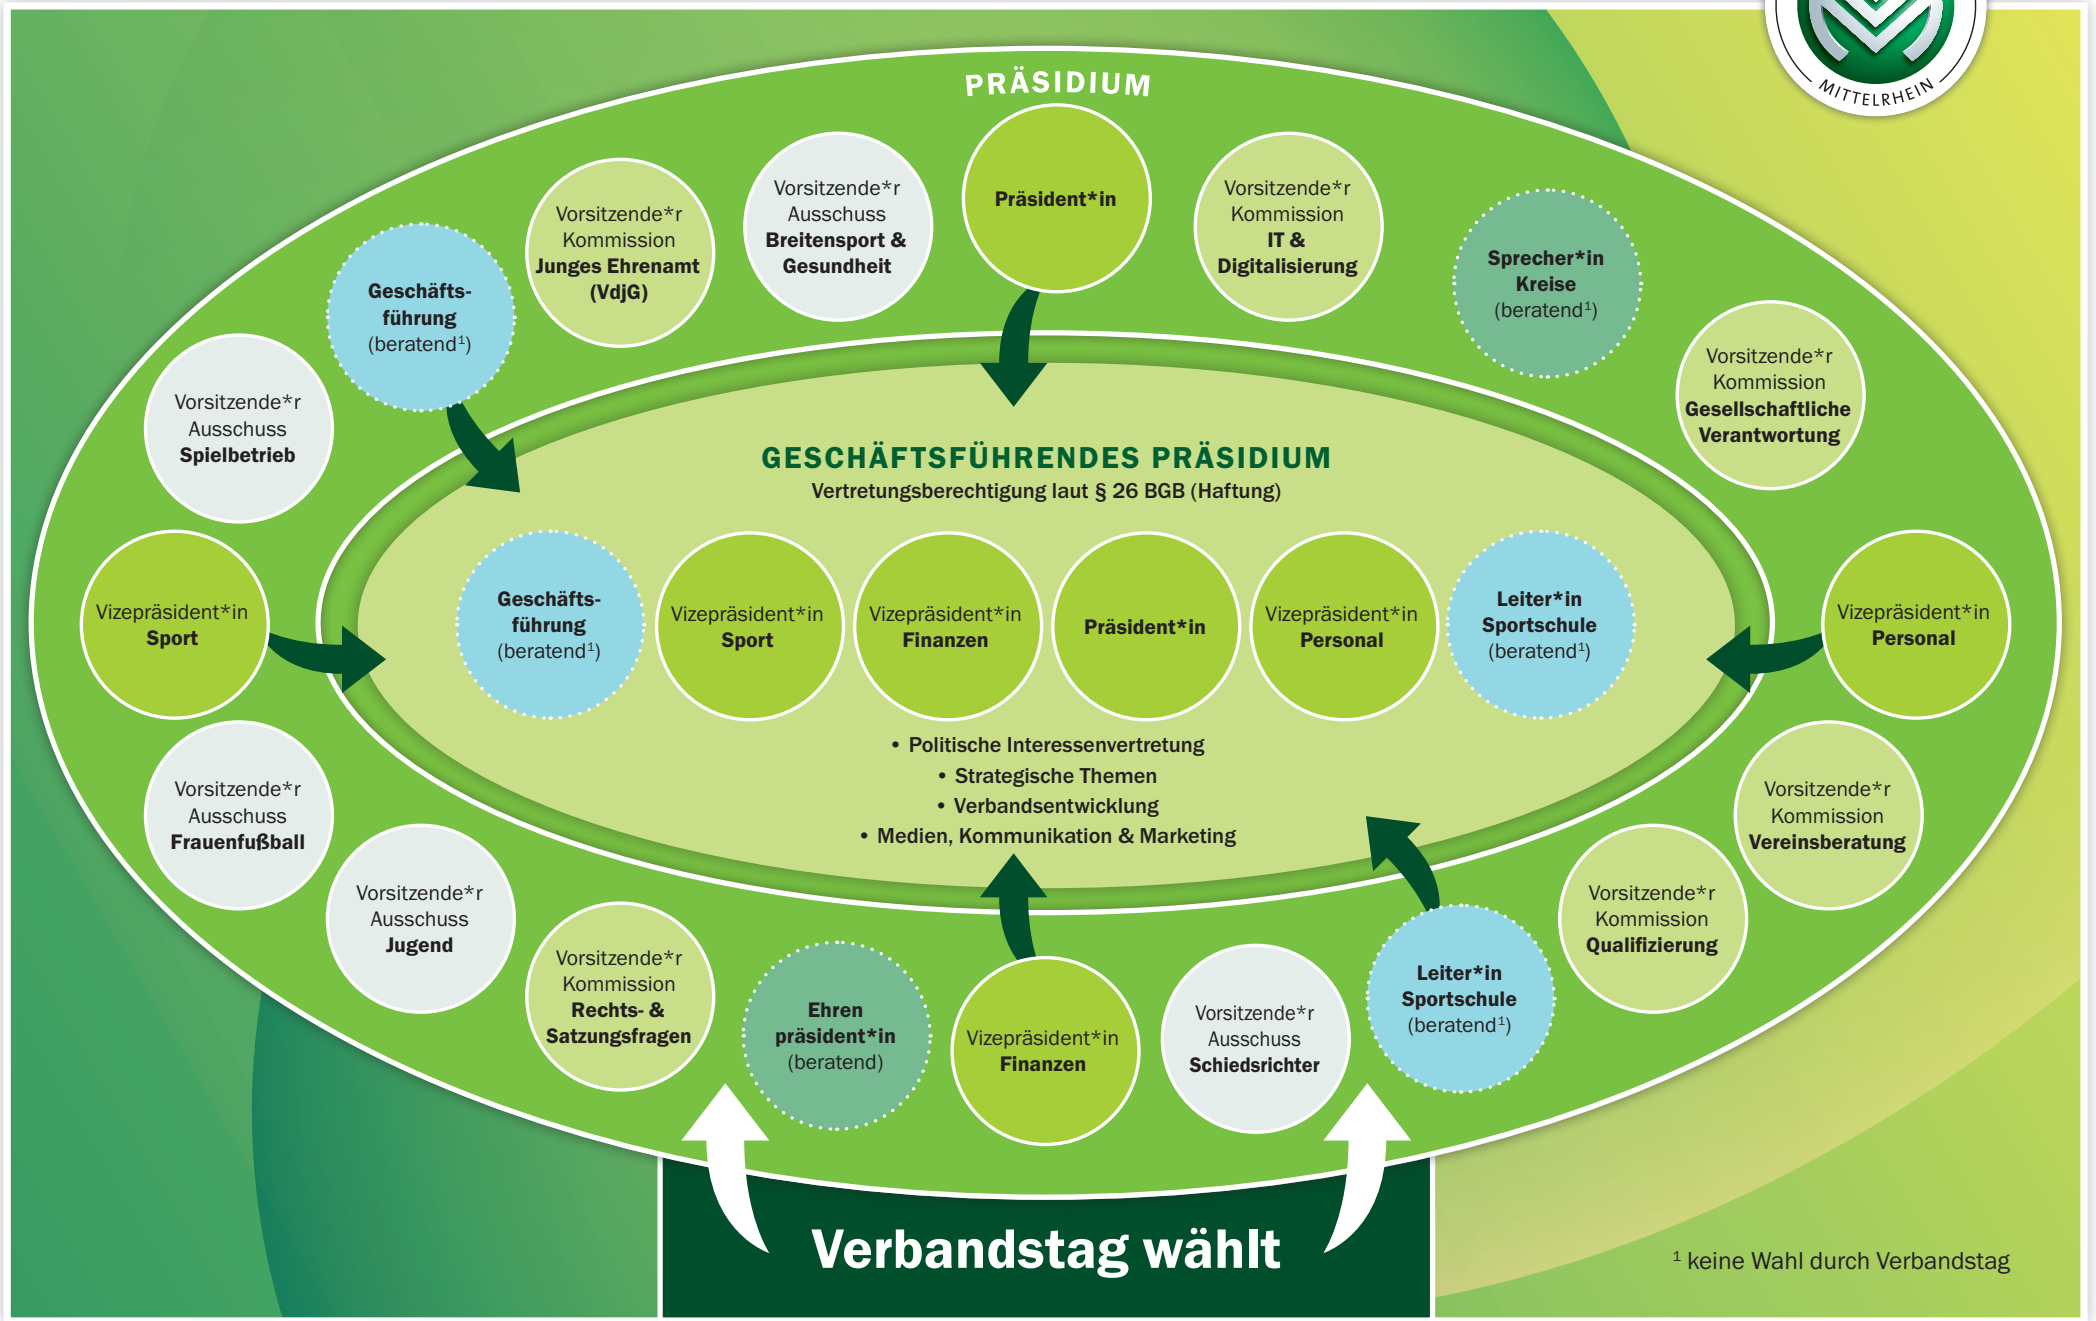 MITTELRHEIN
PRÄSIDIUM
Präsident*in
Vorsitzende*r
Kommission
IT &
Digitalisierung
Sprecher*in
Kreise
(beratend¹)
Vorsitzende*r
Kommission
Gesellschaftliche
Verantwortung
Vizepräsident*in
Personal
Vorsitzende*r
Kommission
Vereinsberatung
Vorsitzende*r
Kommission
Qualifizierung
Leiter*in
Sportschule
(beratend¹)
Vorsitzende*r
Ausschuss
Schiedsrichter
Vizepräsident*in
Finanzen
Ehren
präsident*in
(beratend)
Vorsitzende*r
Kommission
Rechts- &
Satzungsfragen
Vorsitzende*r
Ausschuss
Jugend
Vorsitzende*r
Ausschuss
Frauenfußball
Vizepräsident*in
Sport
Vorsitzende*r
Ausschuss
Spielbetrieb
Geschäfts-
führung
(beratend¹)
Vorsitzende*r
Kommission
Junges Ehrenamt
(VdjG)
Vorsitzende*r
Ausschuss
Breitensport &
Gesundheit
GESCHÄFTSFÜHRENDES PRÄSIDIUM
Vertretungsberechtigung laut § 26 BGB (Haftung)
Geschäfts-
führung
(beratend¹)
Vizepräsident*in
Sport
Vizepräsident*in
Finanzen
Präsident*in
Vizepräsident*in
Personal
Leiter*in
Sportschule
(beratend¹)
• Politische Interessenvertretung
• Strategische Themen
• Verbandsentwicklung
• Medien, Kommunikation & Marketing
Verbandstag wählt
¹ keine Wahl durch Verbandstag